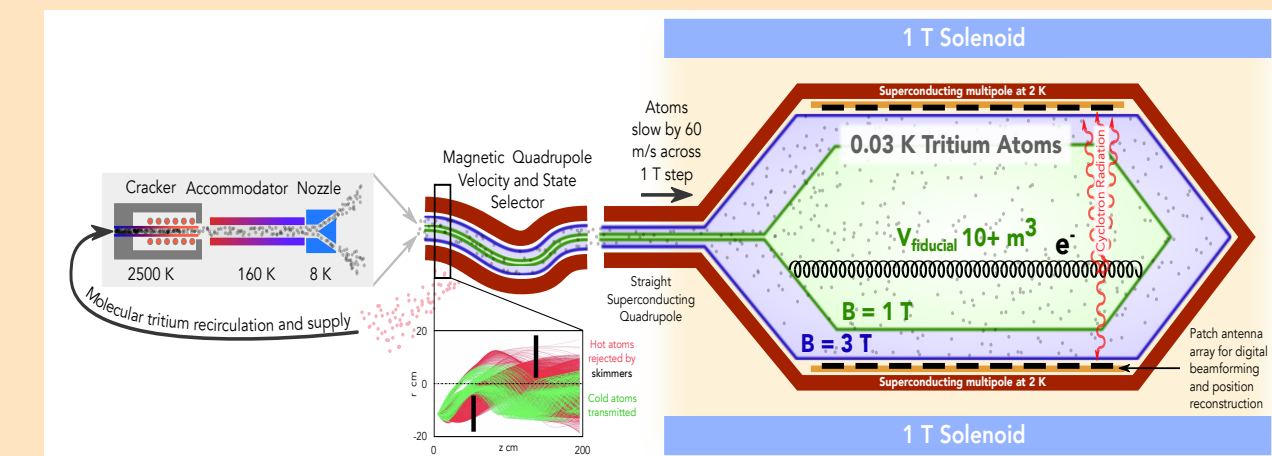 1 T Solenoid
Superconducting multipole at 2 K
Atoms
slow by 60
m/s across
1 T step
0.03 K Tritium Atoms
Cyclotron Radiation
Magnetic Quadrupole
Velocity and State
Selector
Cracker Accommodator Nozzle
2500 K 160 K 8 K
Molecular tritium recirculation and supply
V_fiducial 10+ m³
e⁻
B = 1 T
B = 3 T
Straight
Superconducting
Quadrupole
Patch antenna
array for digital
beamforming
and position
reconstruction
Superconducting multipole at 2 K
1 T Solenoid
20
0
-20
r cm
0
z cm
200
Hot atoms
rejected by
skimmers
Cold atoms
transmitted